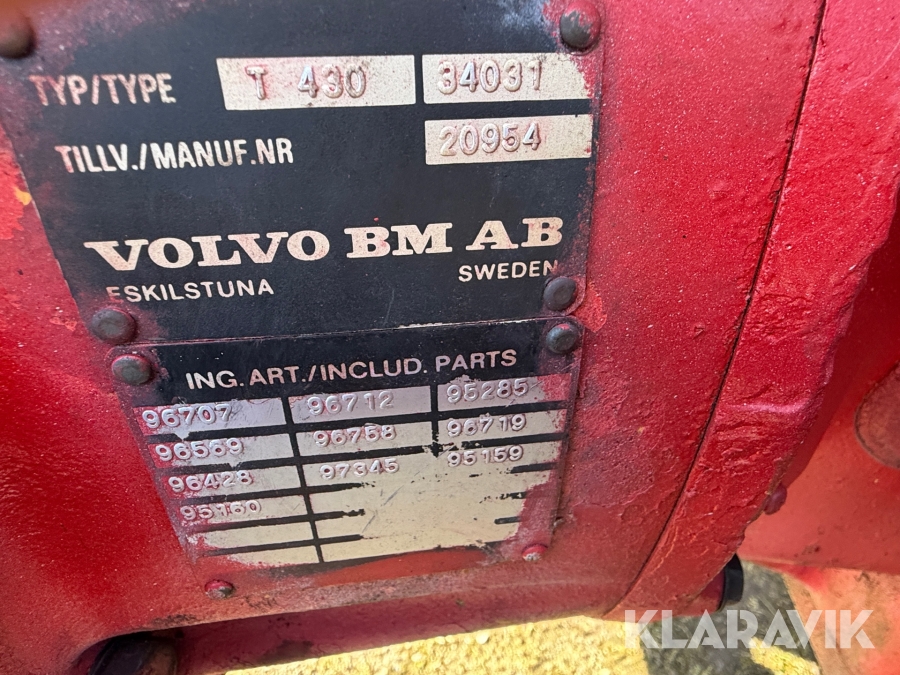 TYP/TYPE T 430 34031
TILLV./MANUF.NR 20954
VOLVO BM AB
ESKILSTUNA SWEDEN
ING.ART./INCLUD. PARTS
96707 96712 95285
96569 96758 96719
96428 97345 95159
95160
KLARAVIK